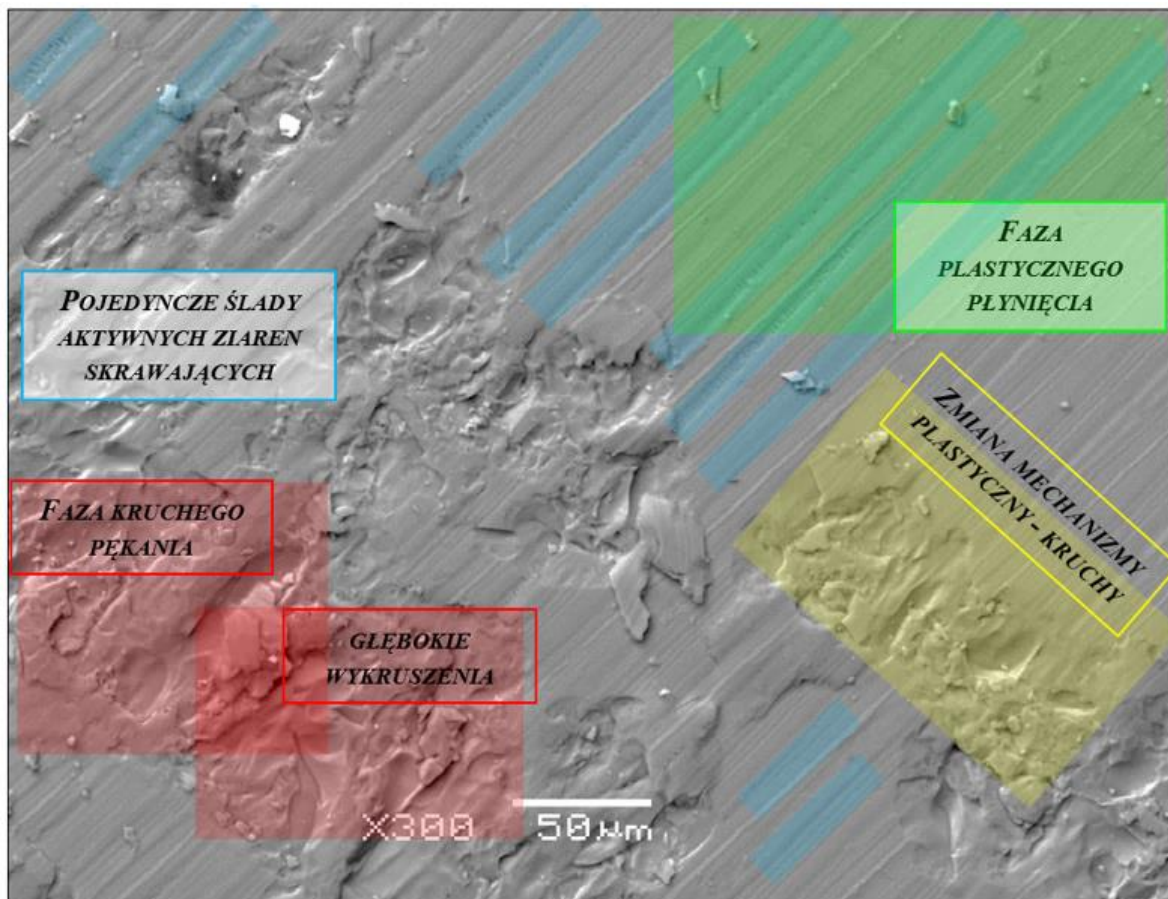 FAZA
PLASTYCZNEGO
PŁYNIĘCIA
POJEDYNCZE ŚLADY
AKTYWNYCH ZIAREN
SKRAWAJĄCYCH
ZMIANA MECHANIZMY
PLASTYCZNY- KRUCHY
FAZA KRUCHEGO
PĘKANIA
GŁĘBOKIE
WYKRUSZENIA
X300 50µm